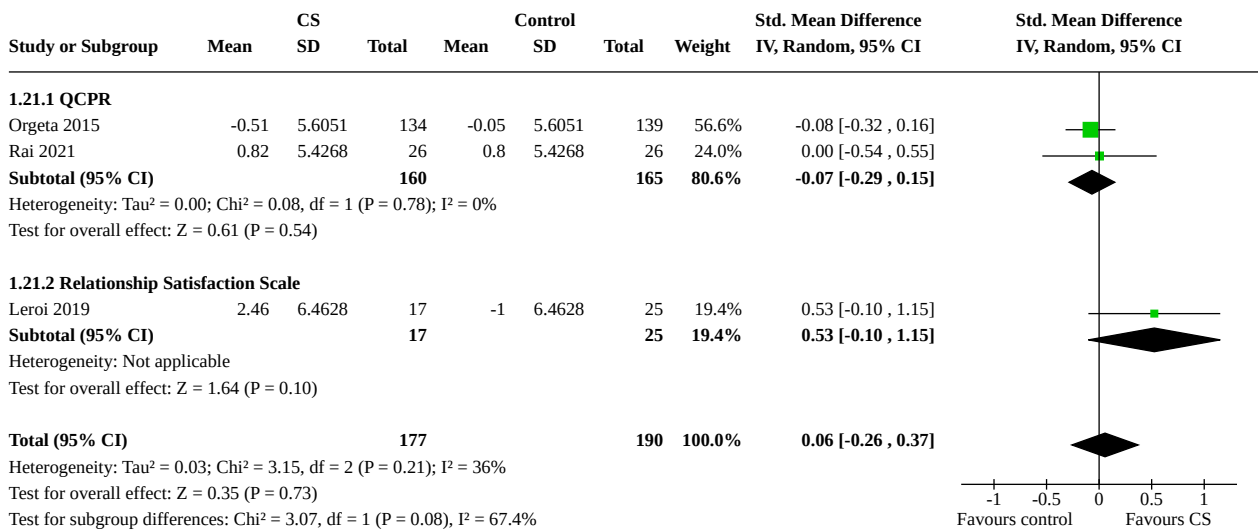 CS Control Std. Mean Difference Std. Mean Difference
Study or Subgroup Mean SD Total Mean SD Total Weight IV, Random, 95% CI IV, Random, 95% CI
1.21.1 QCPR
Orgeta 2015 -0.51 5.6051 134 -0.05 5.6051 139 56.6% -0.08 [-0.32 , 0.16]
Rai 2021 0.82 5.4268 26 0.8 5.4268 26 24.0% 0.00 [-0.54 , 0.55]
Subtotal (95% CI) 160 165 80.6% -0.07 [-0.29 , 0.15]
Heterogeneity: Tau² = 0.00; Chi² = 0.08, df = 1 (P = 0.78); I² = 0%
Test for overall effect: Z = 0.61 (P = 0.54)
1.21.2 Relationship Satisfaction Scale
Leroi 2019 2.46 6.4628 17 -1 6.4628 25 19.4% 0.53 [-0.10 , 1.15]
Subtotal (95% CI) 17 25 19.4% 0.53 [-0.10 , 1.15]
Heterogeneity: Not applicable
Test for overall effect: Z = 1.64 (P = 0.10)
Total (95% CI) 177 190 100.0% 0.06 [-0.26 , 0.37]
Heterogeneity: Tau² = 0.03; Chi² = 3.15, df = 2 (P = 0.21); I² = 36%
Test for overall effect: Z = 0.35 (P = 0.73)
-1 -0.5 0 0.5 1
Test for subgroup differences: Chi² = 3.07, df = 1 (P = 0.08), I² = 67.4%
Favours control Favours CS